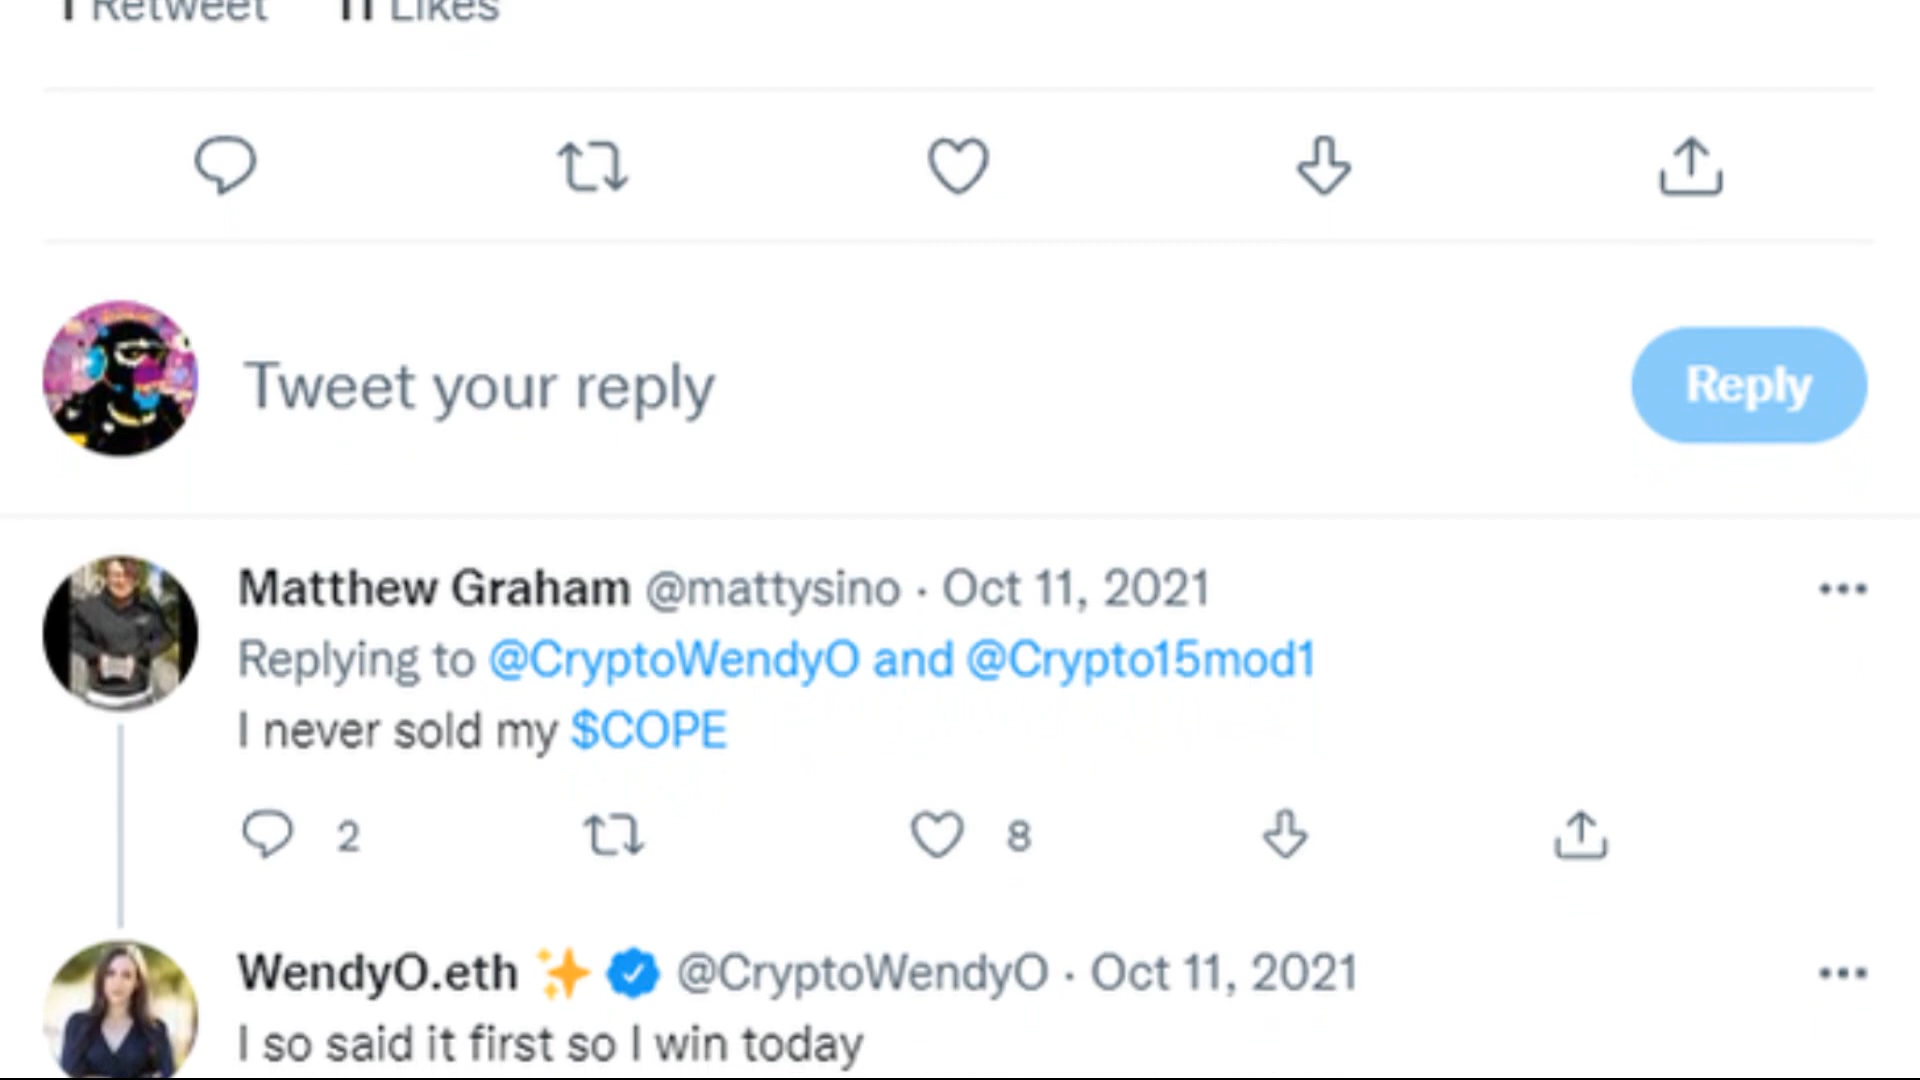 1 Retweet 11 Likes
Tweet your reply
Reply
Matthew Graham @mattysino · Oct 11, 2021
Replying to @CryptoWendyO and @Crypto15mod1
I never sold my $COPE
2 8
WendyO.eth ✨ @CryptoWendyO · Oct 11, 2021
I so said it first so I win today